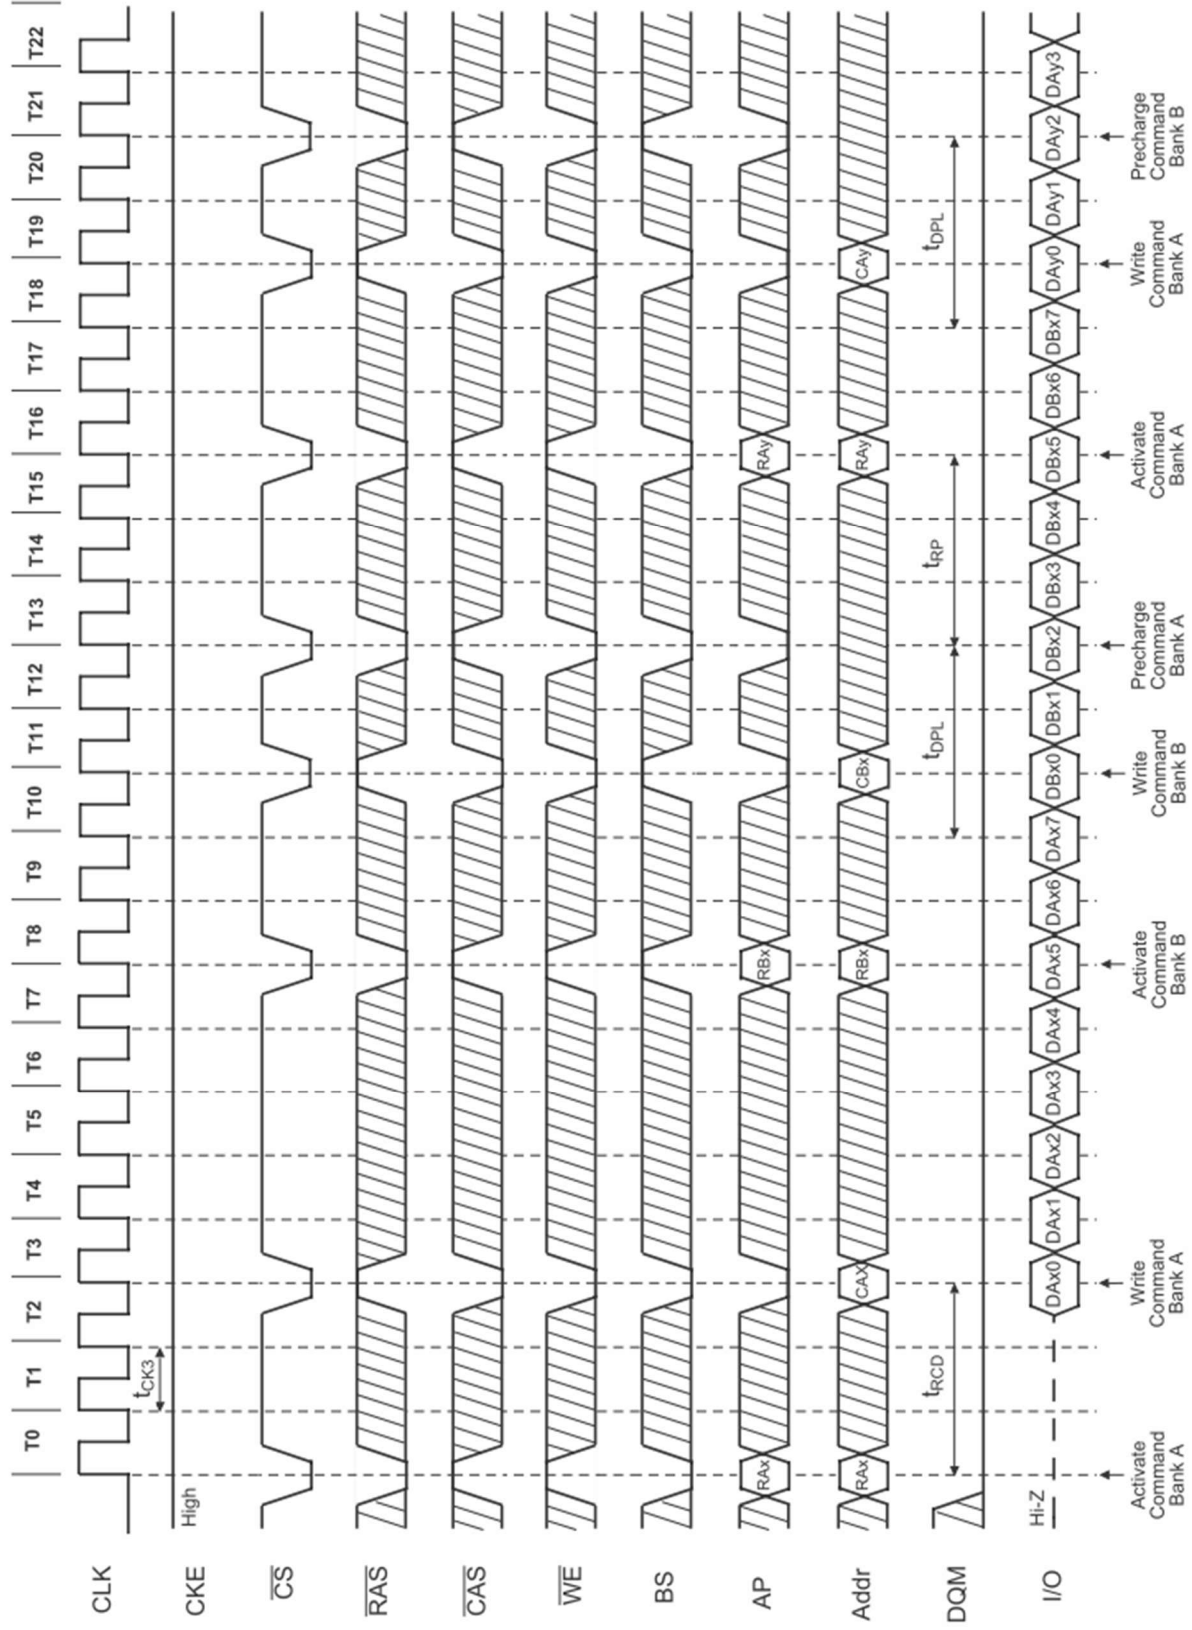 T0 T1 T2 T3 T4 T5 T6 T7 T8 T9 T10 T11 T12 T13 T14 T15 T16 T17 T18 T19 T20 T21 T22
CLK
tCK3
CKE
High
CS
RAS
CAS
WE
BS
AP
RAx RBx RAy
Addr
RAx CAX RBx CBx RAy CAy
DQM
tRCD tDPL tRP tDPL
I/O
Hi-Z
DAx0 DAx1 DAx2 DAx3 DAx4 DAx5 DAx6 DAx7 DBx0 DBx1 DBx2 DBx3 DBx4 DBx5 DBx6 DBx7 DAy0 DAy1 DAy2 DAy3
Activate
Command
Bank A
Write
Command
Bank A
Activate
Command
Bank B
Write
Command
Bank B
Precharge
Command
Bank A
Activate
Command
Bank A
Write
Command
Bank A
Precharge
Command
Bank B